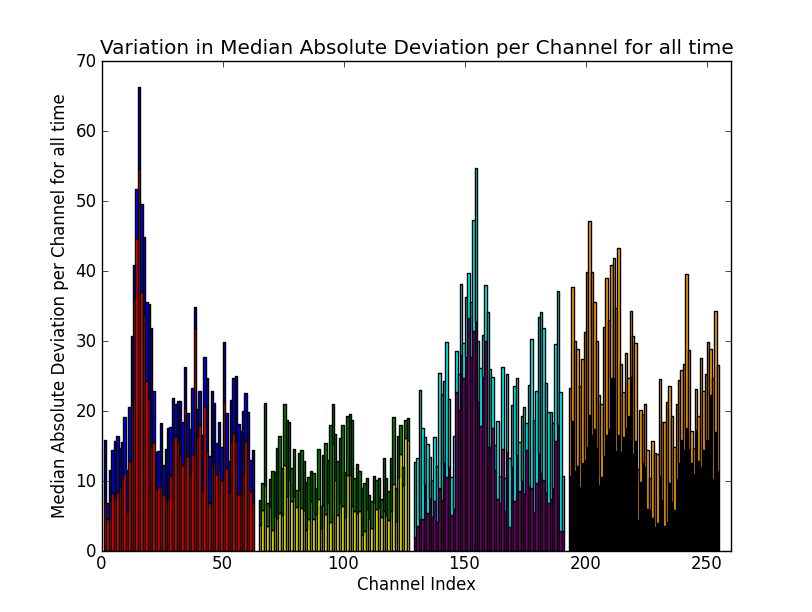 Variation in Median Absolute Deviation per Channel for all time
Median Absolute Deviation per Channel for all time
70
60
50
40
30
20
10
0
0 50 100 150 200 250
Channel Index